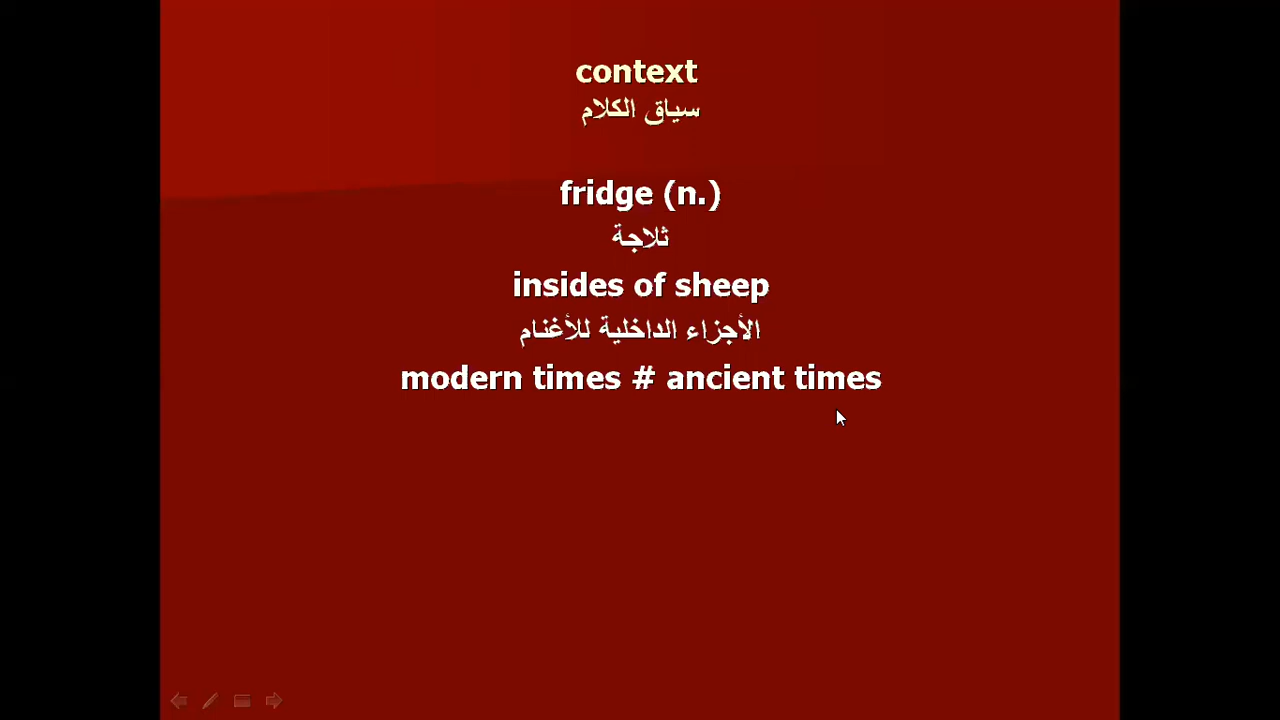 context
سياق الكلام
fridge (n.)
ثلاجة
insides of sheep
الأجزاء الداخلية للأغنام
modern times # ancient times